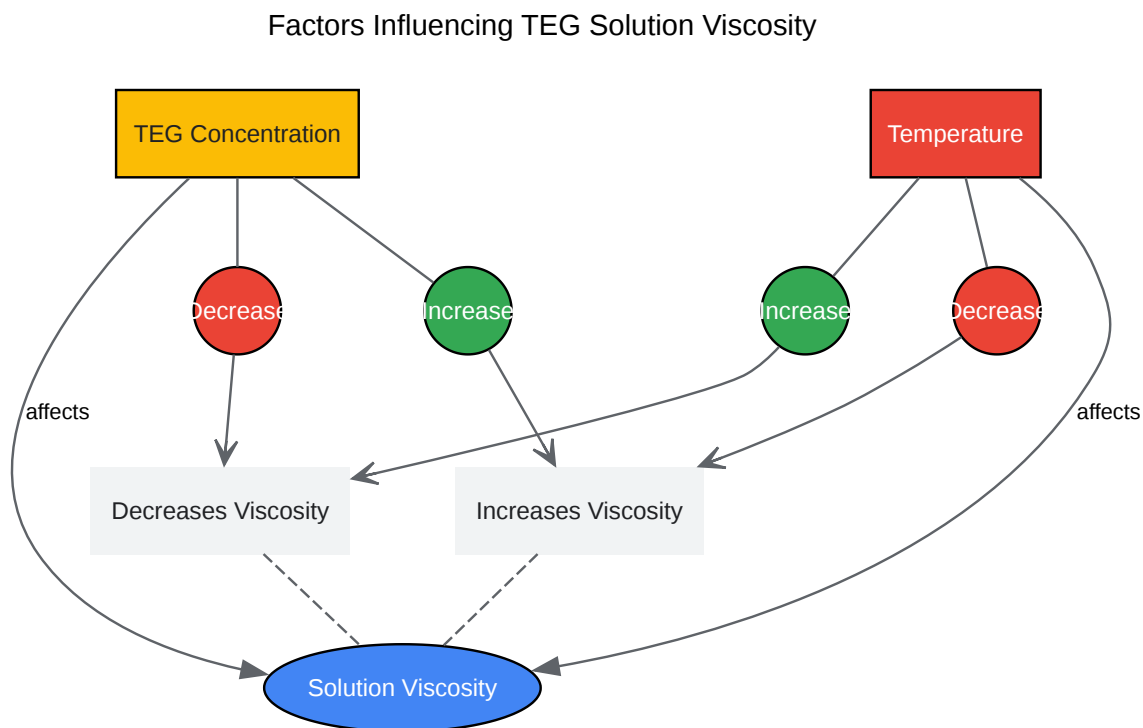 Factors Influencing TEG Solution Viscosity
TEG Concentration
Temperature
Decrease
Increase
Increase
Decrease
affects
affects
Decreases Viscosity
Increases Viscosity
Solution Viscosity